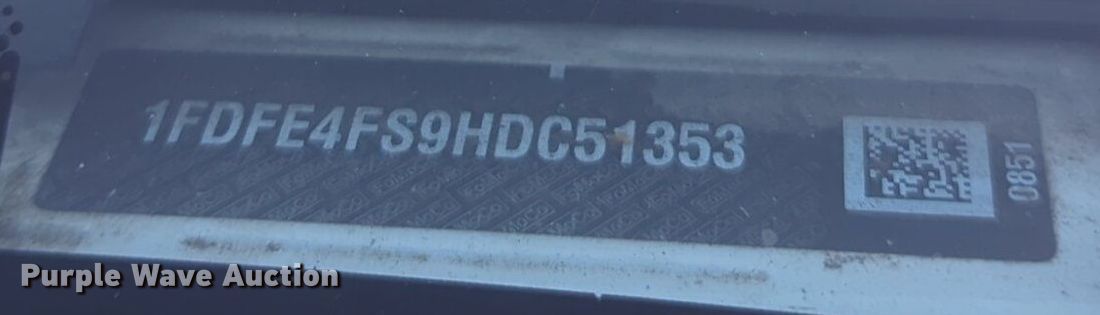 1FDFE4FS9HDC51353
0851
Purple Wave Auction